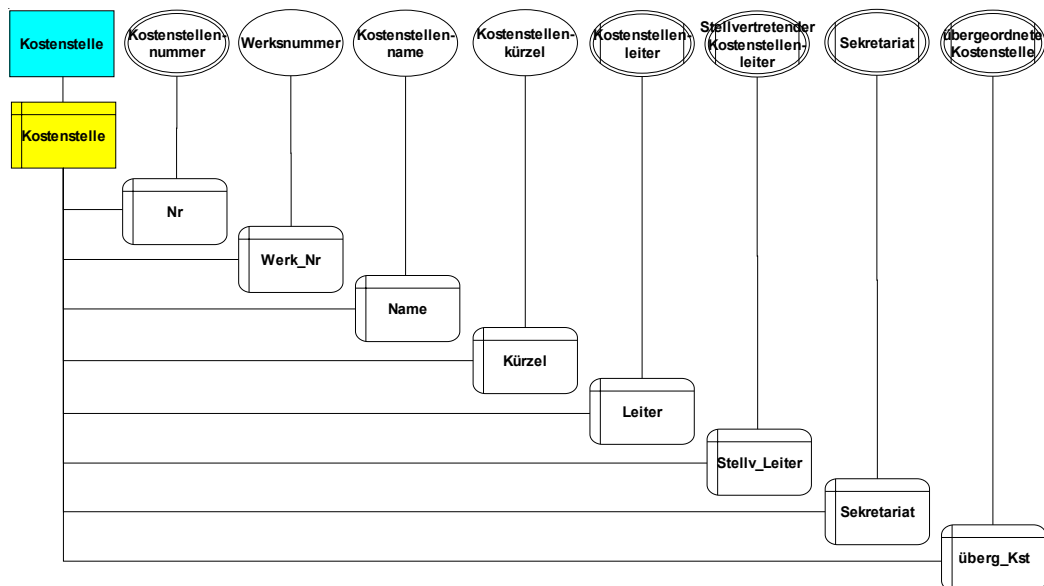 Kostenstelle
Kostenstellen-
nummer
Werksnummer
Kostenstellen-
name
Kostenstellen-
kürzel
Kostenstellen-
leiter
Stellvertretender
Kostenstellen-
leiter
Sekretariat
übergeordnete
Kostenstelle
Kostenstelle
Nr
Werk_Nr
Name
Kürzel
Leiter
Stellv_Leiter
Sekretariat
überg_Kst